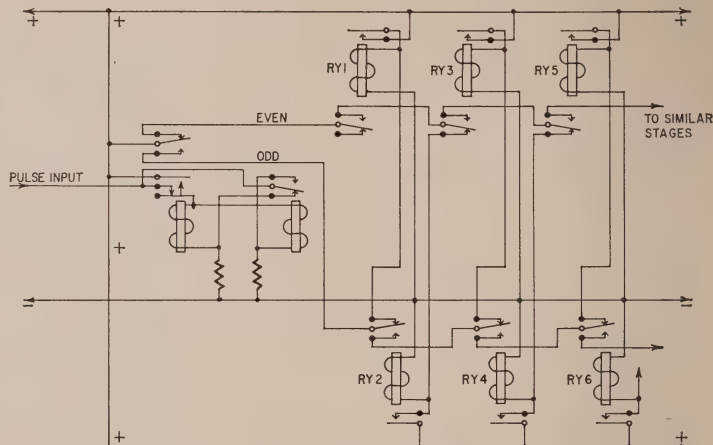 + + + +
RY1 RY3 RY5
EVEN
TO SIMILAR
STAGES
ODD
PULSE INPUT
+ +
- -
RY2 RY4 RY6
+ +